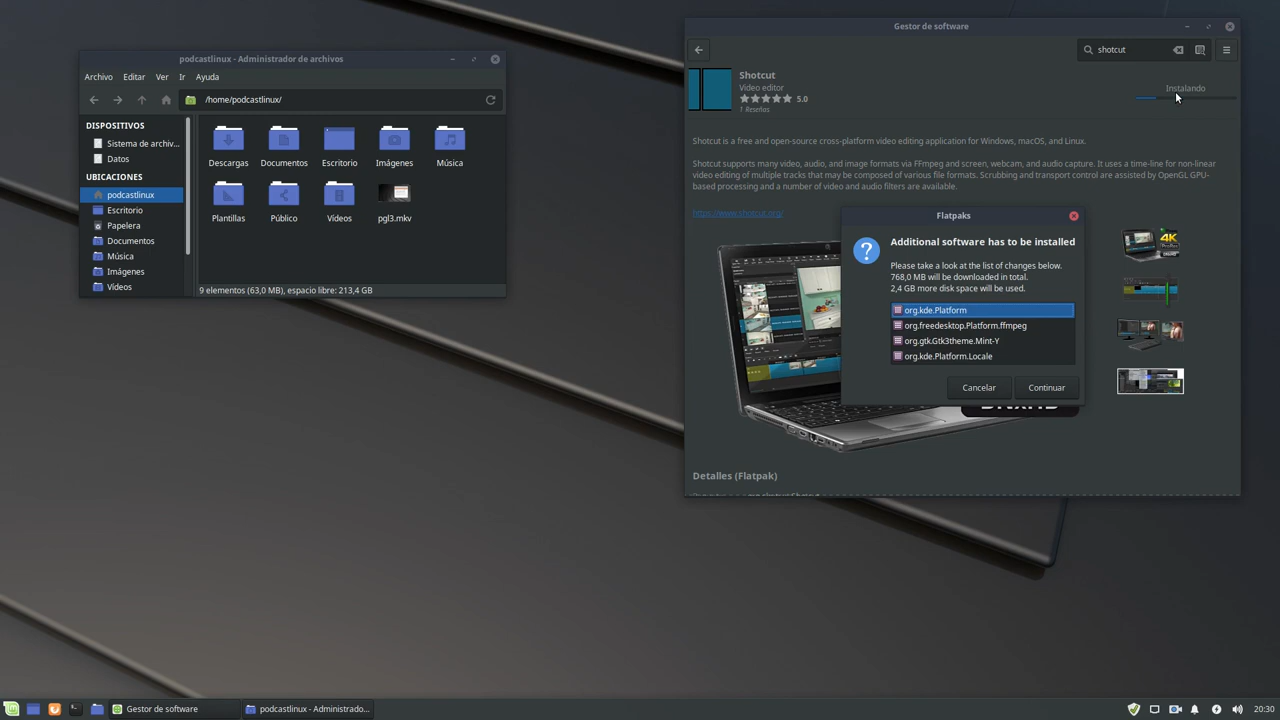 podcastlinux - Administrador de archivos
Archivo Editar Ver Ir Ayuda
/home/podcastlinux/
DISPOSITIVOS
Sistema de archiv...
Datos
UBICACIONES
podcastlinux
Escritorio
Papelera
Documentos
Música
Imágenes
Vídeos
Descargas Documentos Escritorio Imágenes Música
Plantillas Público Vídeos pgl3.mkv
9 elementos (63,0 MB), espacio libre: 213,4 GB
Gestor de software
shotcut
Shotcut
Video editor
5.0
1 Reseñas
Instalando
Shotcut is a free and open-source cross-platform video editing application for Windows, macOS, and Linux.
Shotcut supports many video, audio, and image formats via FFmpeg and screen, webcam, and audio capture. It uses a time-line for non-linear
video editing of multiple tracks that may be composed of various file formats. Scrubbing and transport control are assisted by OpenGL GPU-
based processing and a number of video and audio filters are available.
https://www.shotcut.org/
Flatpaks
Additional software has to be installed
Please take a look at the list of changes below.
768,0 MB will be downloaded in total.
2,4 GB more disk space will be used.
org.kde.Platform
org.freedesktop.Platform.ffmpeg
org.gtk.Gtk3theme.Mint-Y
org.kde.Platform.Locale
Cancelar Continuar
4K
Detalles (Flatpak)
Gestor de software
podcastlinux - Administrado...
20:30